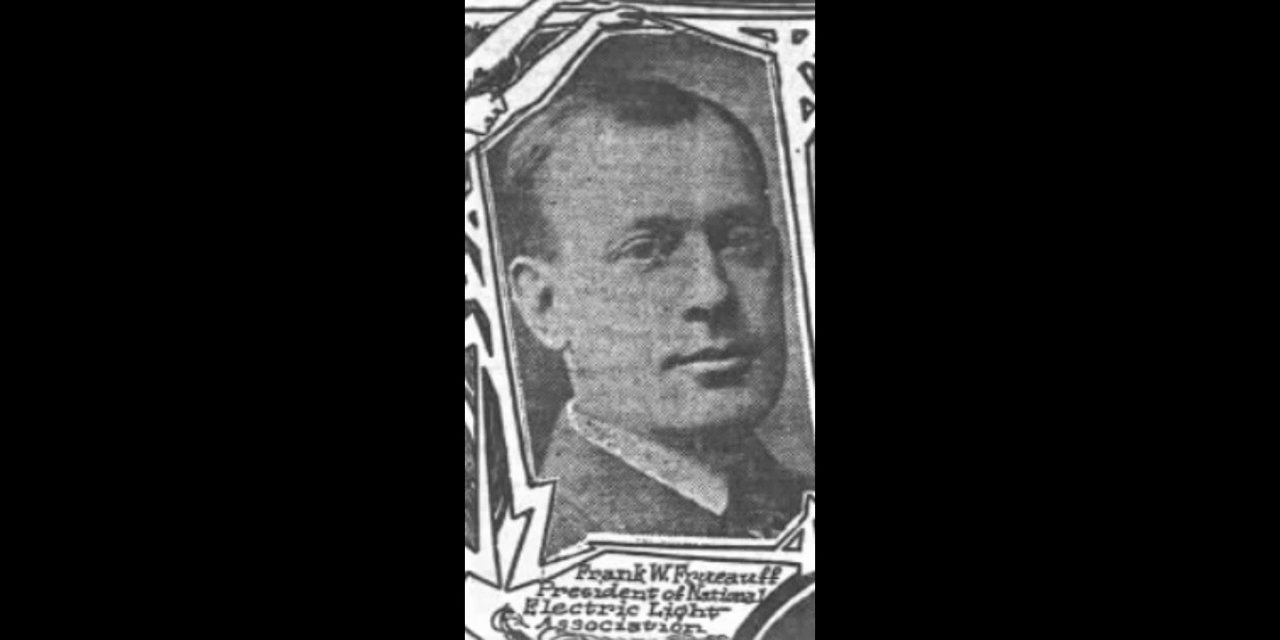 Frank W. Frueauff
President of National
Electric Light
Association